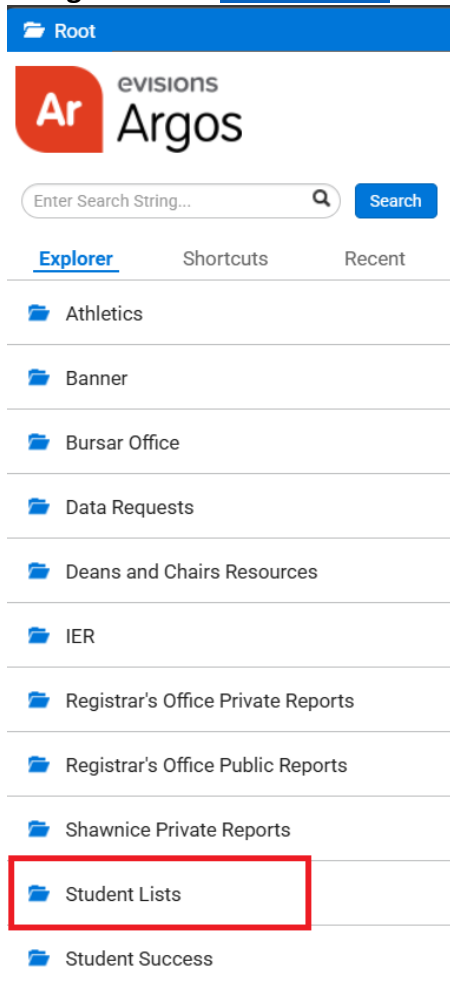 Root
Ar
evisions
Argos
Enter Search String...
Search
Explorer Shortcuts Recent
Athletics
Banner
Bursar Office
Data Requests
Deans and Chairs Resources
IER
Registrar's Office Private Reports
Registrar's Office Public Reports
Shawnice Private Reports
Student Lists
Student Success